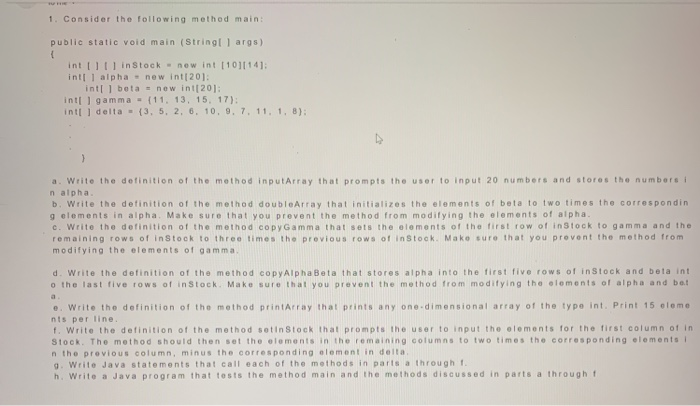 1. Consider the following method main:
public static void main (String[ ] args)
{
int [ ] [ ] inStock = new int [10][14];
int[ ] alpha = new int[20];
int[ ] beta = new int[20];
int[ ] gamma = {11, 13, 15, 17};
int[ ] delta = {3, 5, 2, 6, 10, 9, 7, 11, 1, 8};
.
.
.
}
a. Write the definition of the method inputArray that prompts the user to input 20 numbers and stores the numbers i
n alpha.
b. Write the definition of the method doubleArray that initializes the elements of beta to two times the correspondin
g elements in alpha. Make sure that you prevent the method from modifying the elements of alpha.
c. Write the definition of the method copyGamma that sets the elements of the first row of inStock to gamma and the
remaining rows of inStock to three times the previous rows of inStock. Make sure that you prevent the method from
modifying the elements of gamma.
d. Write the definition of the method copyAlphaBeta that stores alpha into the first five rows of inStock and beta int
o the last five rows of inStock. Make sure that you prevent the method from modifying the elements of alpha and bet
a.
e. Write the definition of the method printArray that prints any one-dimensional array of the type int. Print 15 eleme
nts per line.
f. Write the definition of the method setInStock that prompts the user to input the elements for the first column of in
Stock. The method should then set the elements in the remaining columns to two times the corresponding elements i
n the previous column, minus the corresponding element in delta.
g. Write Java statements that call each of the methods in parts a through f.
h. Write a Java program that tests the method main and the methods discussed in parts a through f